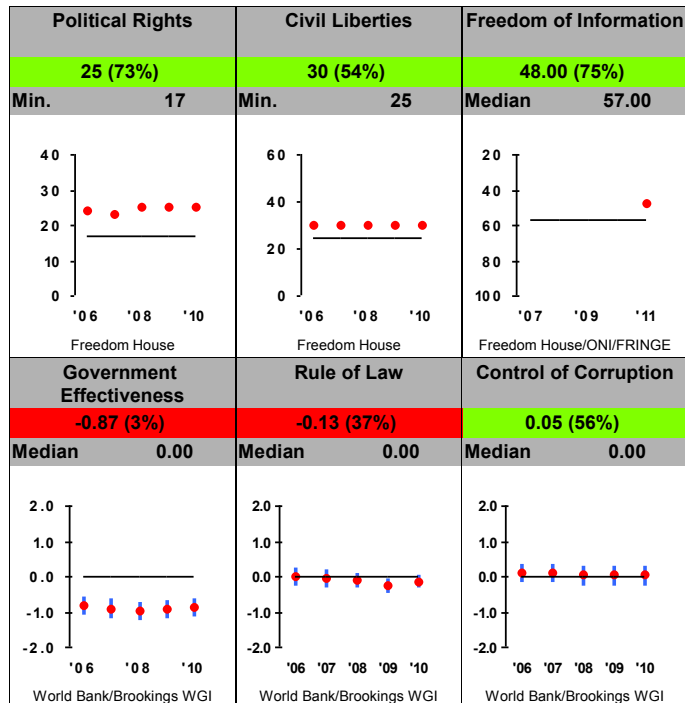 Political Rights
25 (73%)
Min. 17
40
30
20
10
0
'06 '08 '10
Freedom House
Civil Liberties
30 (54%)
Min. 25
60
40
20
0
'06 '08 '10
Freedom House
Freedom of Information
48.00 (75%)
Median 57.00
20
40
60
80
100
'07 '09 '11
Freedom House/ONI/FRINGE
Government
Effectiveness
-0.87 (3%)
Median 0.00
2.0
1.0
0.0
-1.0
-2.0
'06 '08 '10
World Bank/Brookings WGI
Rule of Law
-0.13 (37%)
Median 0.00
2.0
1.0
0.0
-1.0
-2.0
'06 '07 '08 '09 '10
World Bank/Brookings WGI
Control of Corruption
0.05 (56%)
Median 0.00
2.0
1.0
0.0
-1.0
-2.0
'06 '07 '08 '09 '10
World Bank/Brookings WGI